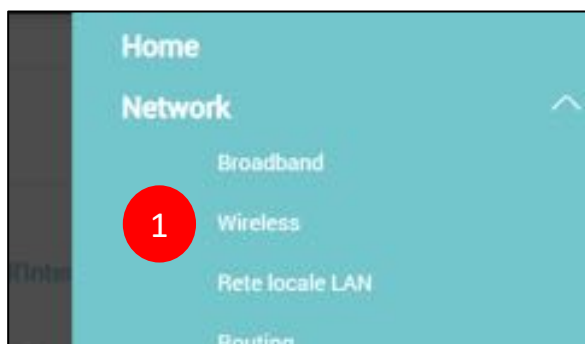 Home
Network
Broadband
1
Wireless
Rete locale LAN
Routing